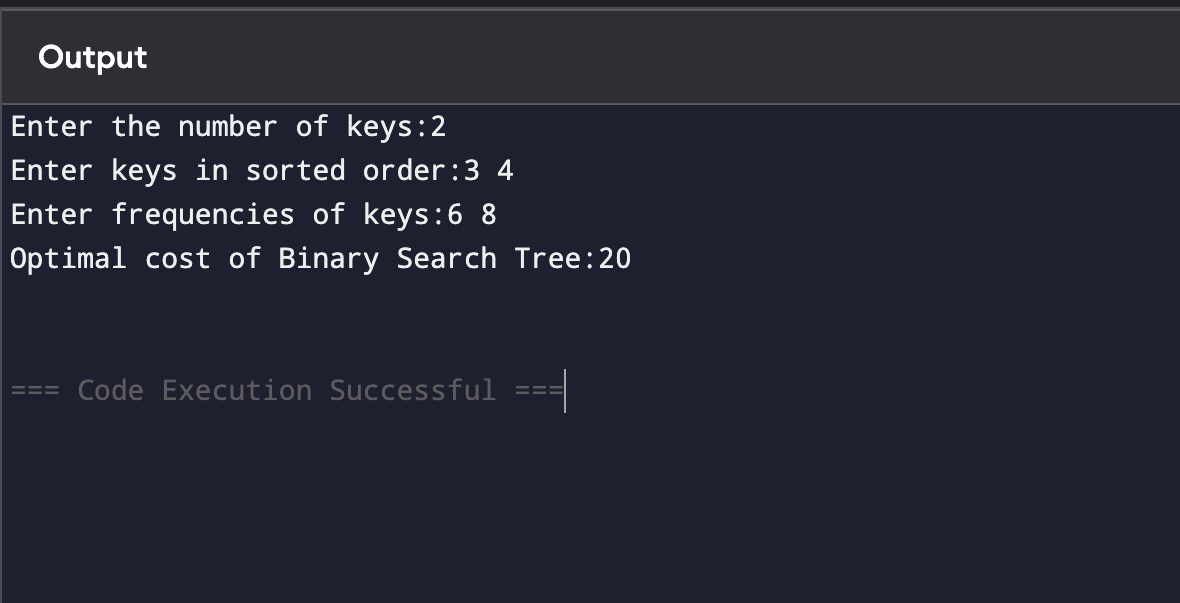 Output
Enter the number of keys:2
Enter keys in sorted order:3 4
Enter frequencies of keys:6 8
Optimal cost of Binary Search Tree:20
=== Code Execution Successful ===